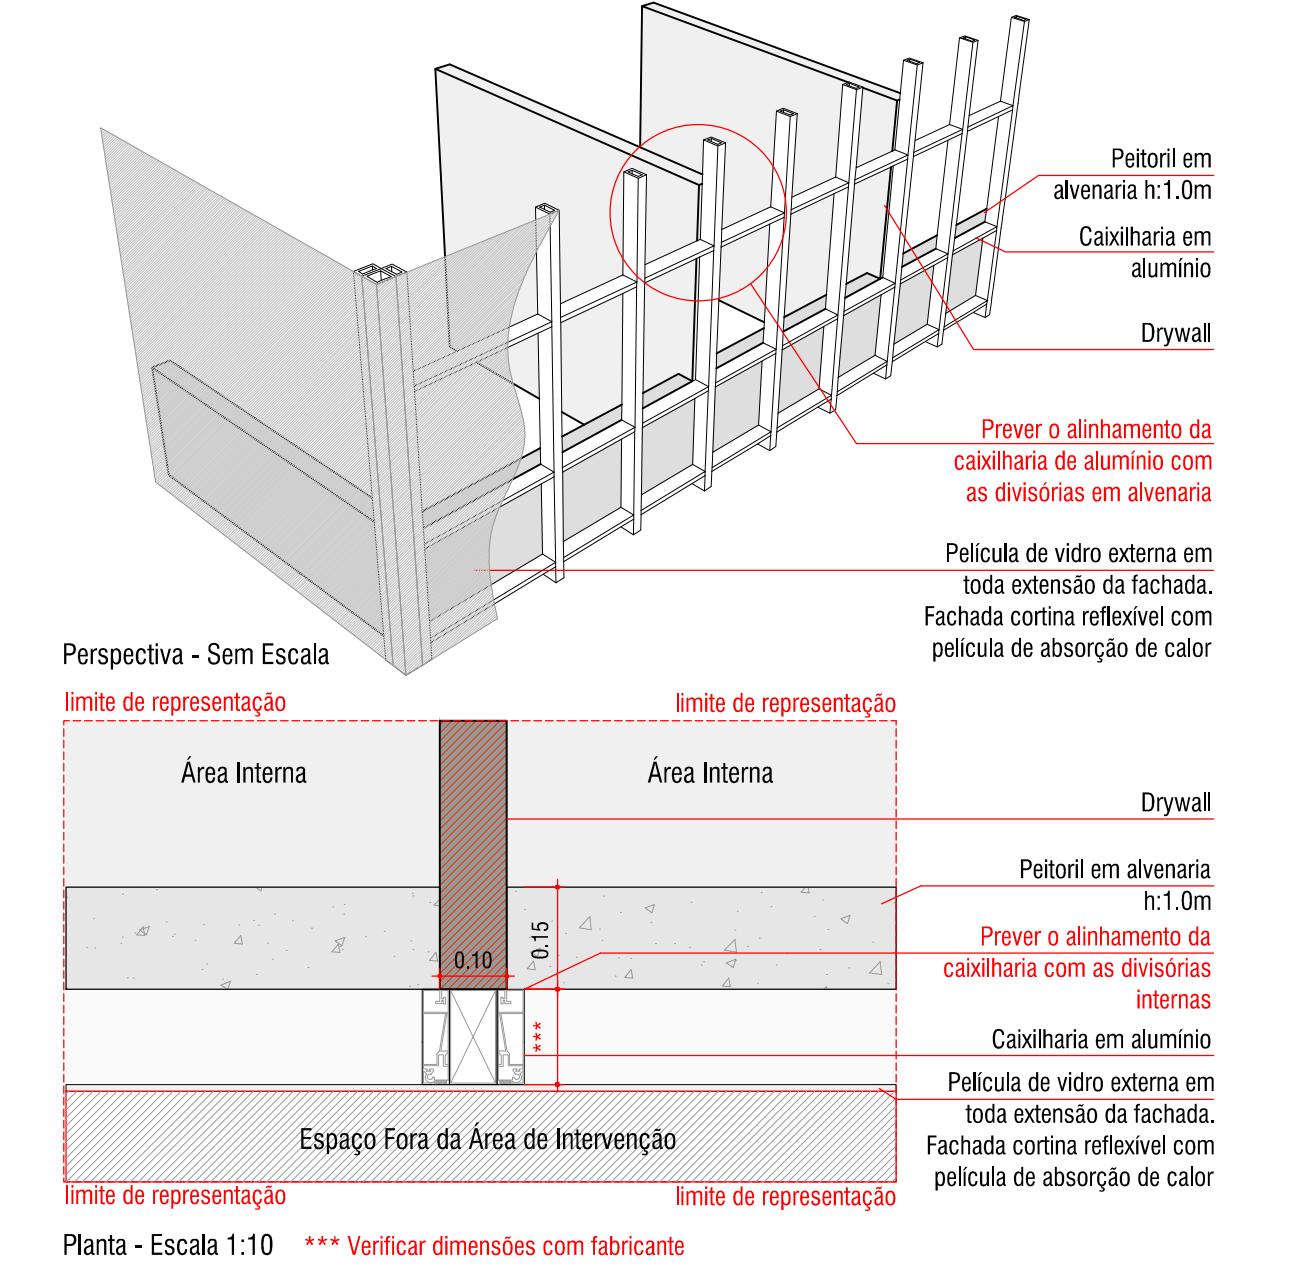 Peitoril em
alvenaria h:1.0m
Caixilharia em
alumínio
Drywall
Prever o alinhamento da
caixilharia de alumínio com
as divisórias em alvenaria
Película de vidro externa em
toda extensão da fachada.
Fachada cortina reflexível com
película de absorção de calor
Perspectiva - Sem Escala
limite de representação
limite de representação
Área Interna
Área Interna
Drywall
Peitoril em alvenaria
h:1.0m
0.10
0.15
Prever o alinhamento da
caixilharia com as divisórias
internas
***
Caixilharia em alumínio
Película de vidro externa em
toda extensão da fachada.
Fachada cortina reflexível com
película de absorção de calor
Espaço Fora da Área de Intervenção
limite de representação
limite de representação
Planta - Escala 1:10
*** Verificar dimensões com fabricante